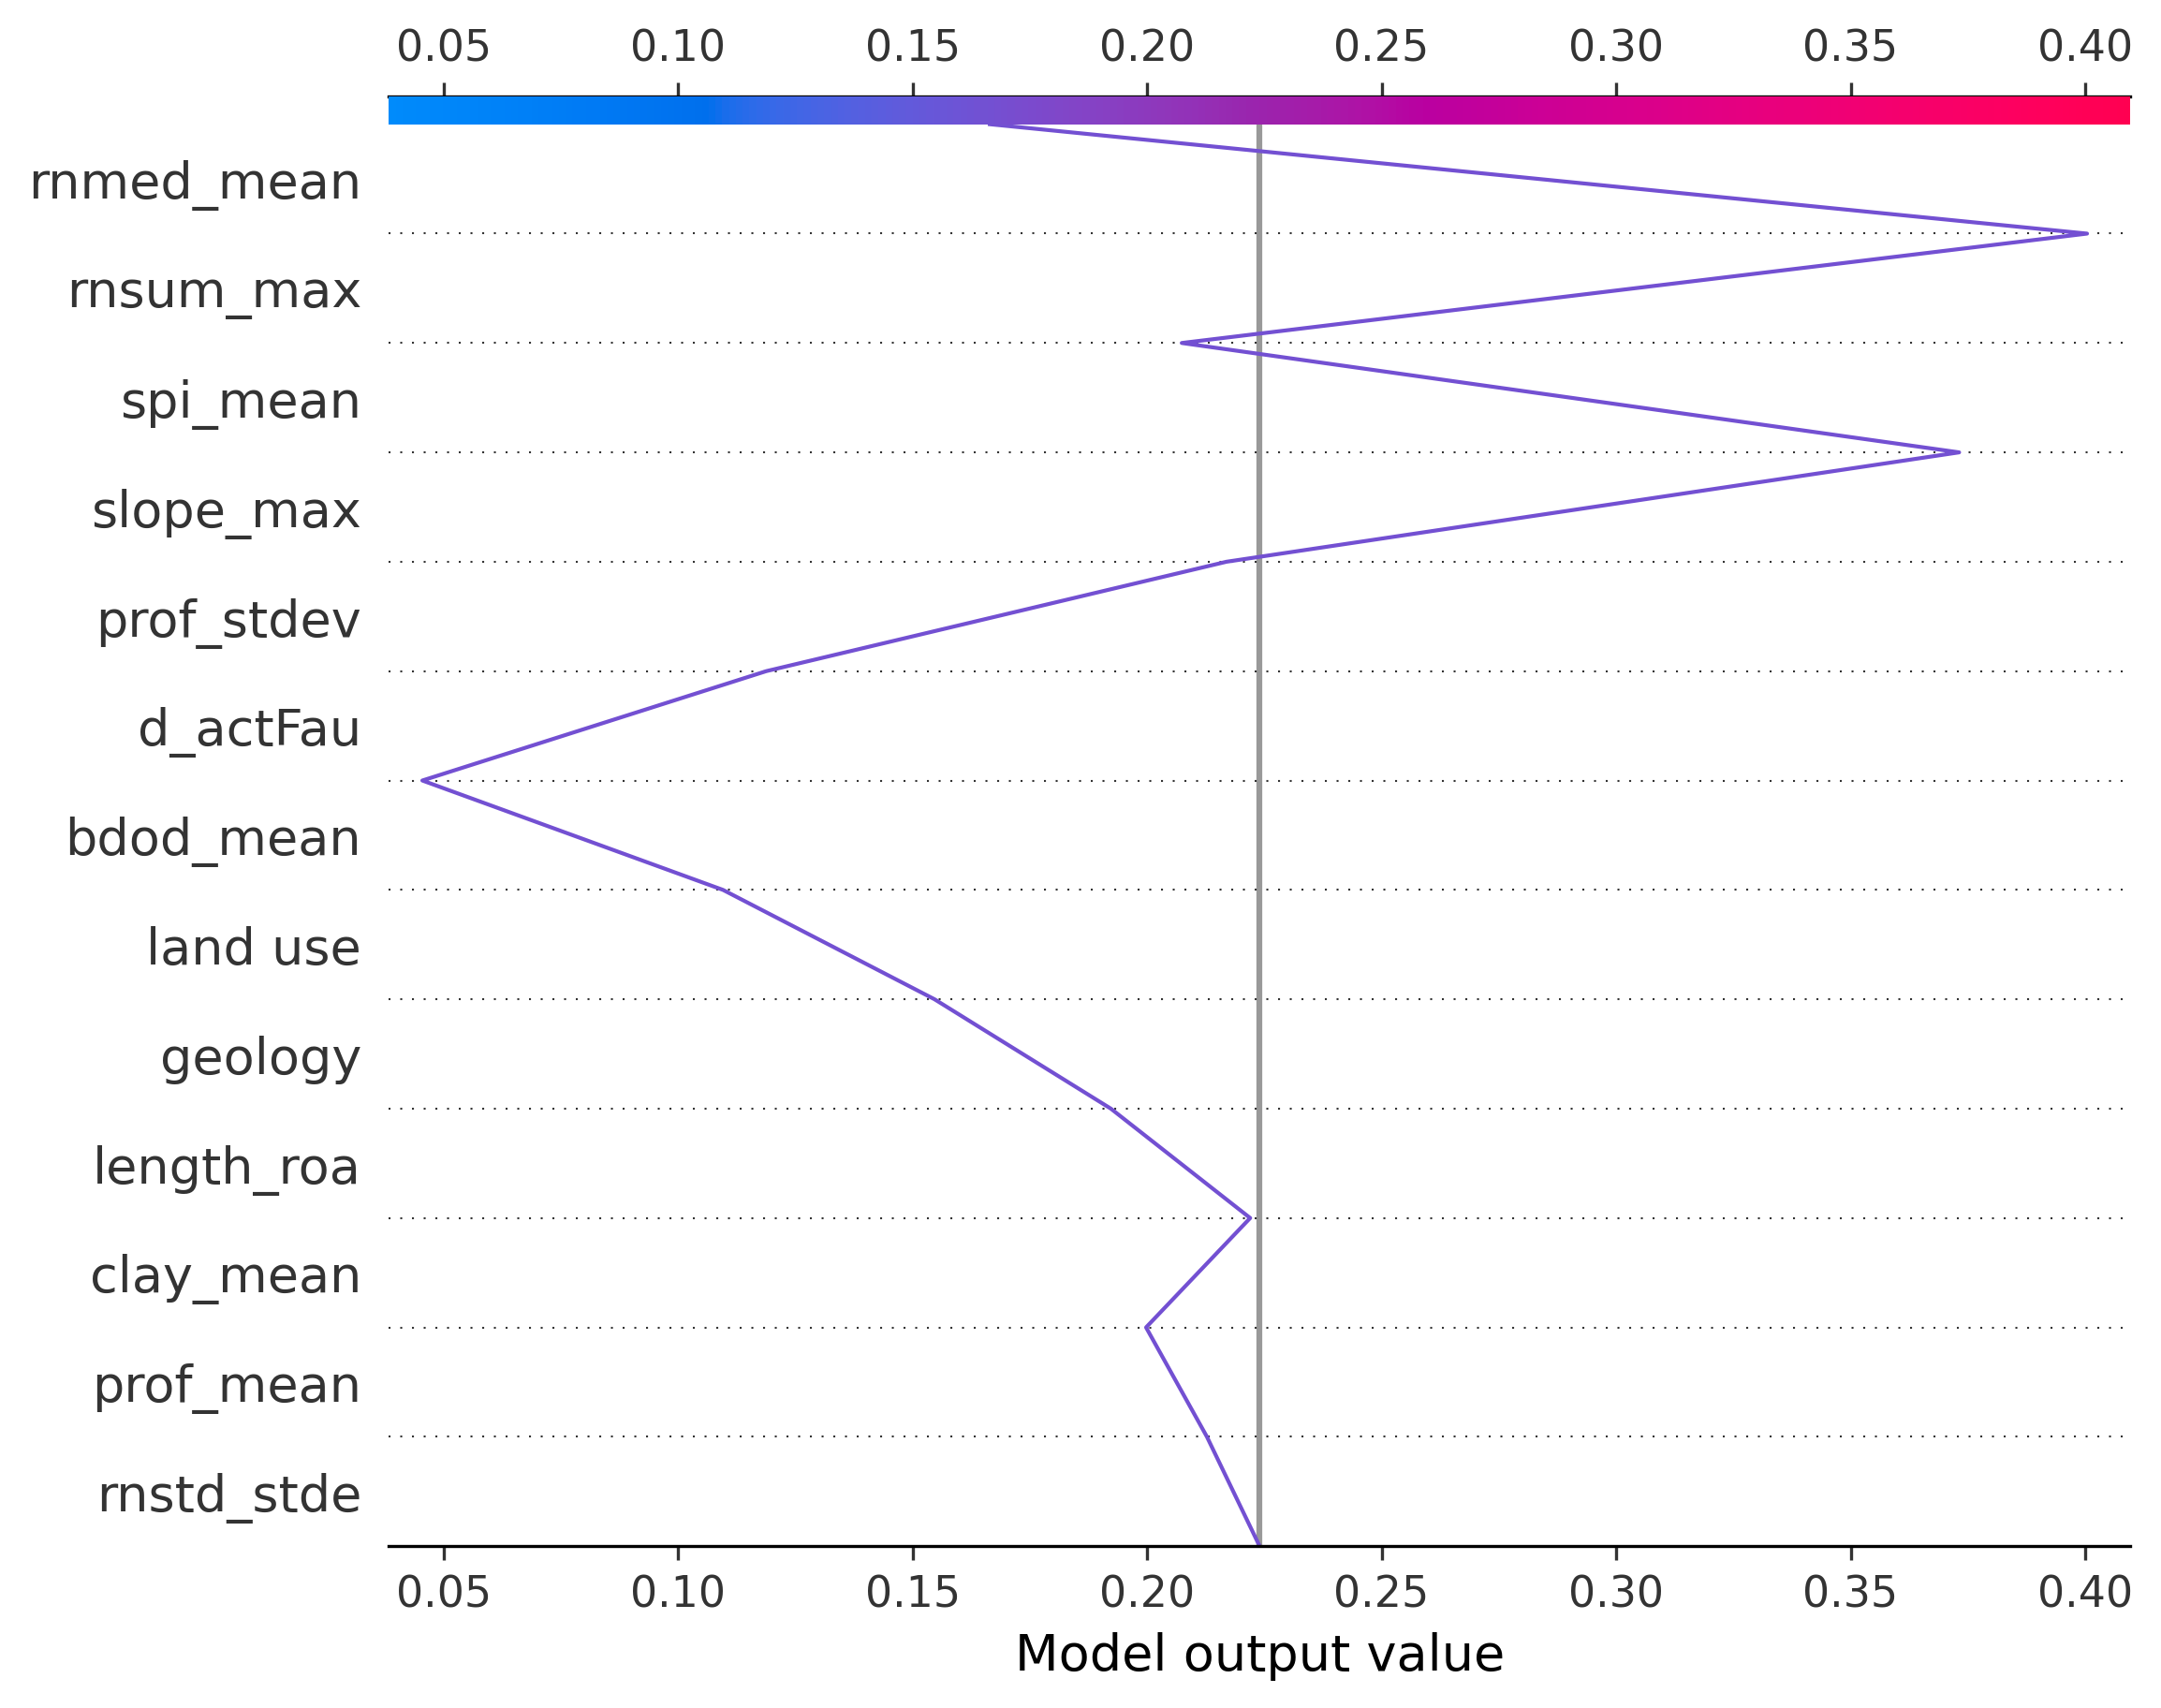 0.05 0.10 0.15 0.20 0.25 0.30 0.35 0.40
rnmed_mean
rnsum_max
spi_mean
slope_max
prof_stdev
d_actFau
bdod_mean
land use
geology
length_roa
clay_mean
prof_mean
rnstd_stde
0.05 0.10 0.15 0.20 0.25 0.30 0.35 0.40
Model output value